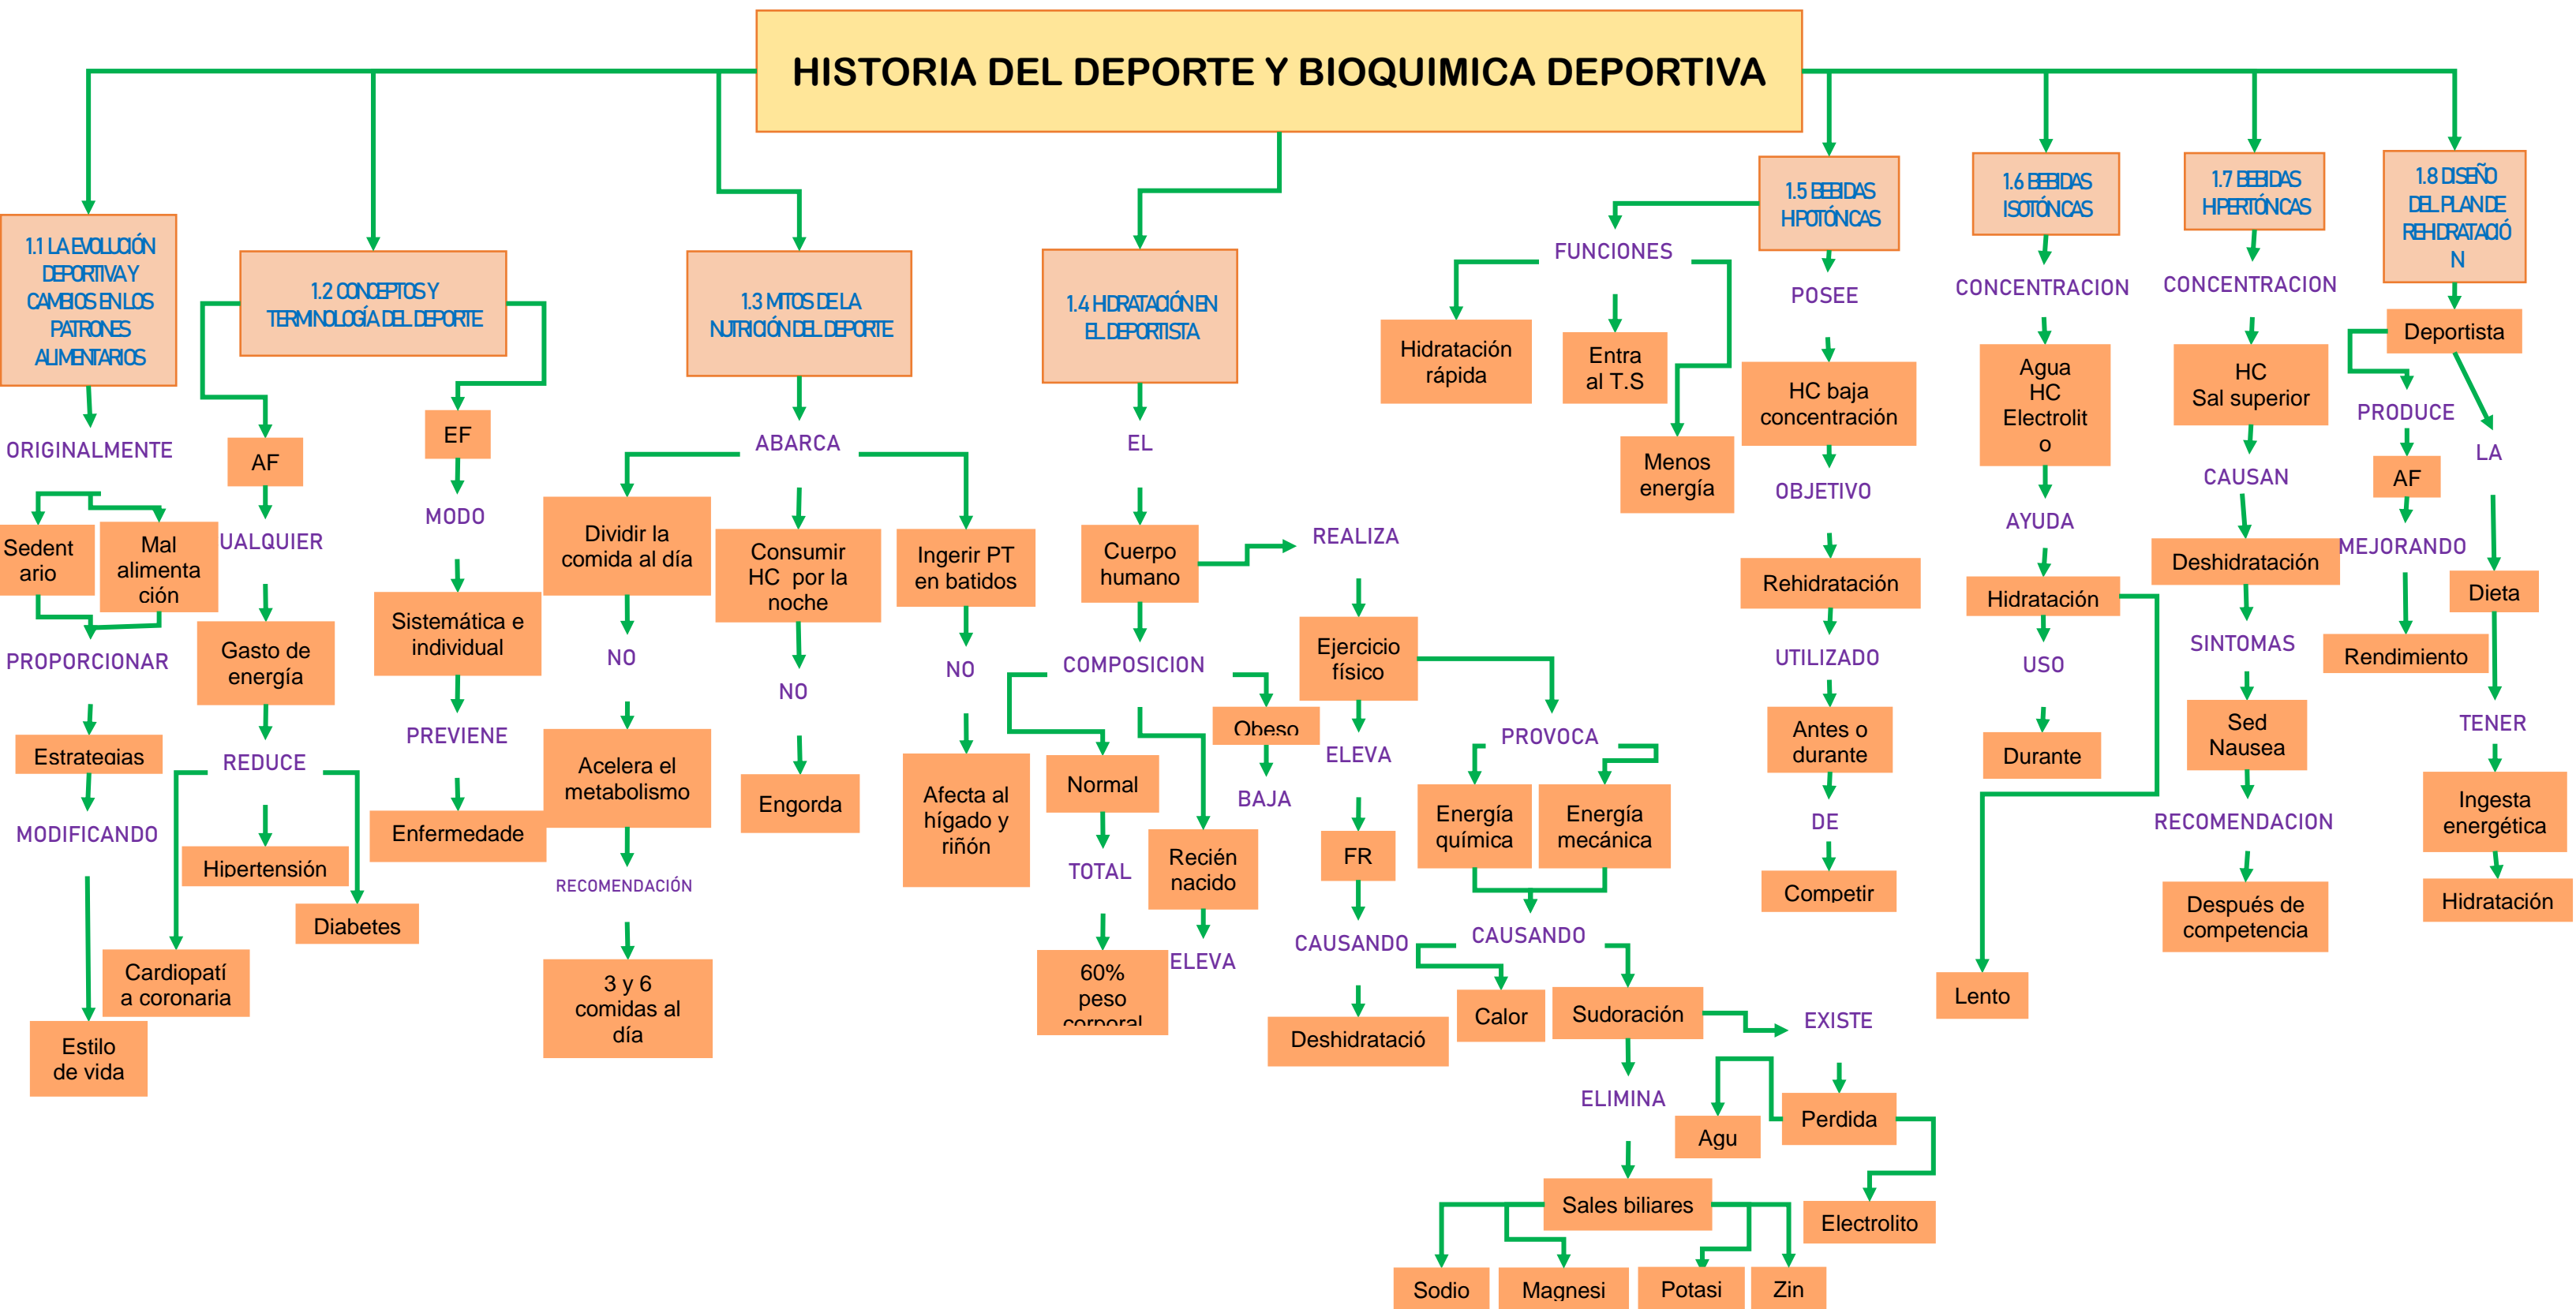 HISTORIA DEL DEPORTE Y BIOQUIMICA DEPORTIVA
1.1 LA EVOLUCIÓN
DEPORTIVA Y
CAMBIOS EN LOS
PATRONES
ALIMENTARIOS
ORIGINALMENTE
Sedent
ario
Mal
alimenta
ción
PROPORCIONAR
Estrategias
MODIFICANDO
Estilo
de vida
1.2 CONCEPTOS Y
TERMINOLOGÍA DEL DEPORTE
AF
UALQUIER
Gasto de
energía
REDUCE
Hipertensión
Diabetes
Cardiopatí
a coronaria
EF
MODO
Sistemática e
individual
PREVIENE
Enfermedade
1.3 MITOS DE LA
NUTRICIÓN DEL DEPORTE
ABARCA
Dividir la
comida al día
NO
Acelera el
metabolismo
RECOMENDACIÓN
3 y 6
comidas al
día
Consumir
HC por la
noche
NO
Engorda
Ingerir PT
en batidos
NO
Afecta al
hígado y
riñón
1.4 HIDRATACIÓN EN
EL DEPORTISTA
EL
Cuerpo
humano
COMPOSICION
Normal
TOTAL
60%
peso
corporal
Recién
nacido
ELEVA
Obeso
BAJA
REALIZA
Ejercicio
físico
ELEVA
FR
CAUSANDO
Deshidratació
PROVOCA
Energía
química
Energía
mecánica
CAUSANDO
Calor
Sudoración
ELIMINA
Sales biliares
Sodio
Magnesi
Potasi
Zin
EXISTE
Perdida
Agu
Electrolito
1.5 BEBIDAS
HIPOTÓNICAS
FUNCIONES
Hidratación
rápida
Entra
al T.S
Menos
energía
POSEE
HC baja
concentración
OBJETIVO
Rehidratación
UTILIZADO
Antes o
durante
DE
Competir
1.6 BEBIDAS
ISOTÓNICAS
CONCENTRACION
Agua
HC
Electrolit
o
AYUDA
Hidratación
USO
Durante
Lento
1.7 BEBIDAS
HIPERTÓNICAS
CONCENTRACION
HC
Sal superior
CAUSAN
Deshidratación
SINTOMAS
Sed
Nausea
RECOMENDACION
Después de
competencia
1.8 DISEÑO
DEL PLAN DE
REHIDRATACIÓ
N
Deportista
PRODUCE
AF
MEJORANDO
Rendimiento
LA
Dieta
TENER
Ingesta
energética
Hidratación